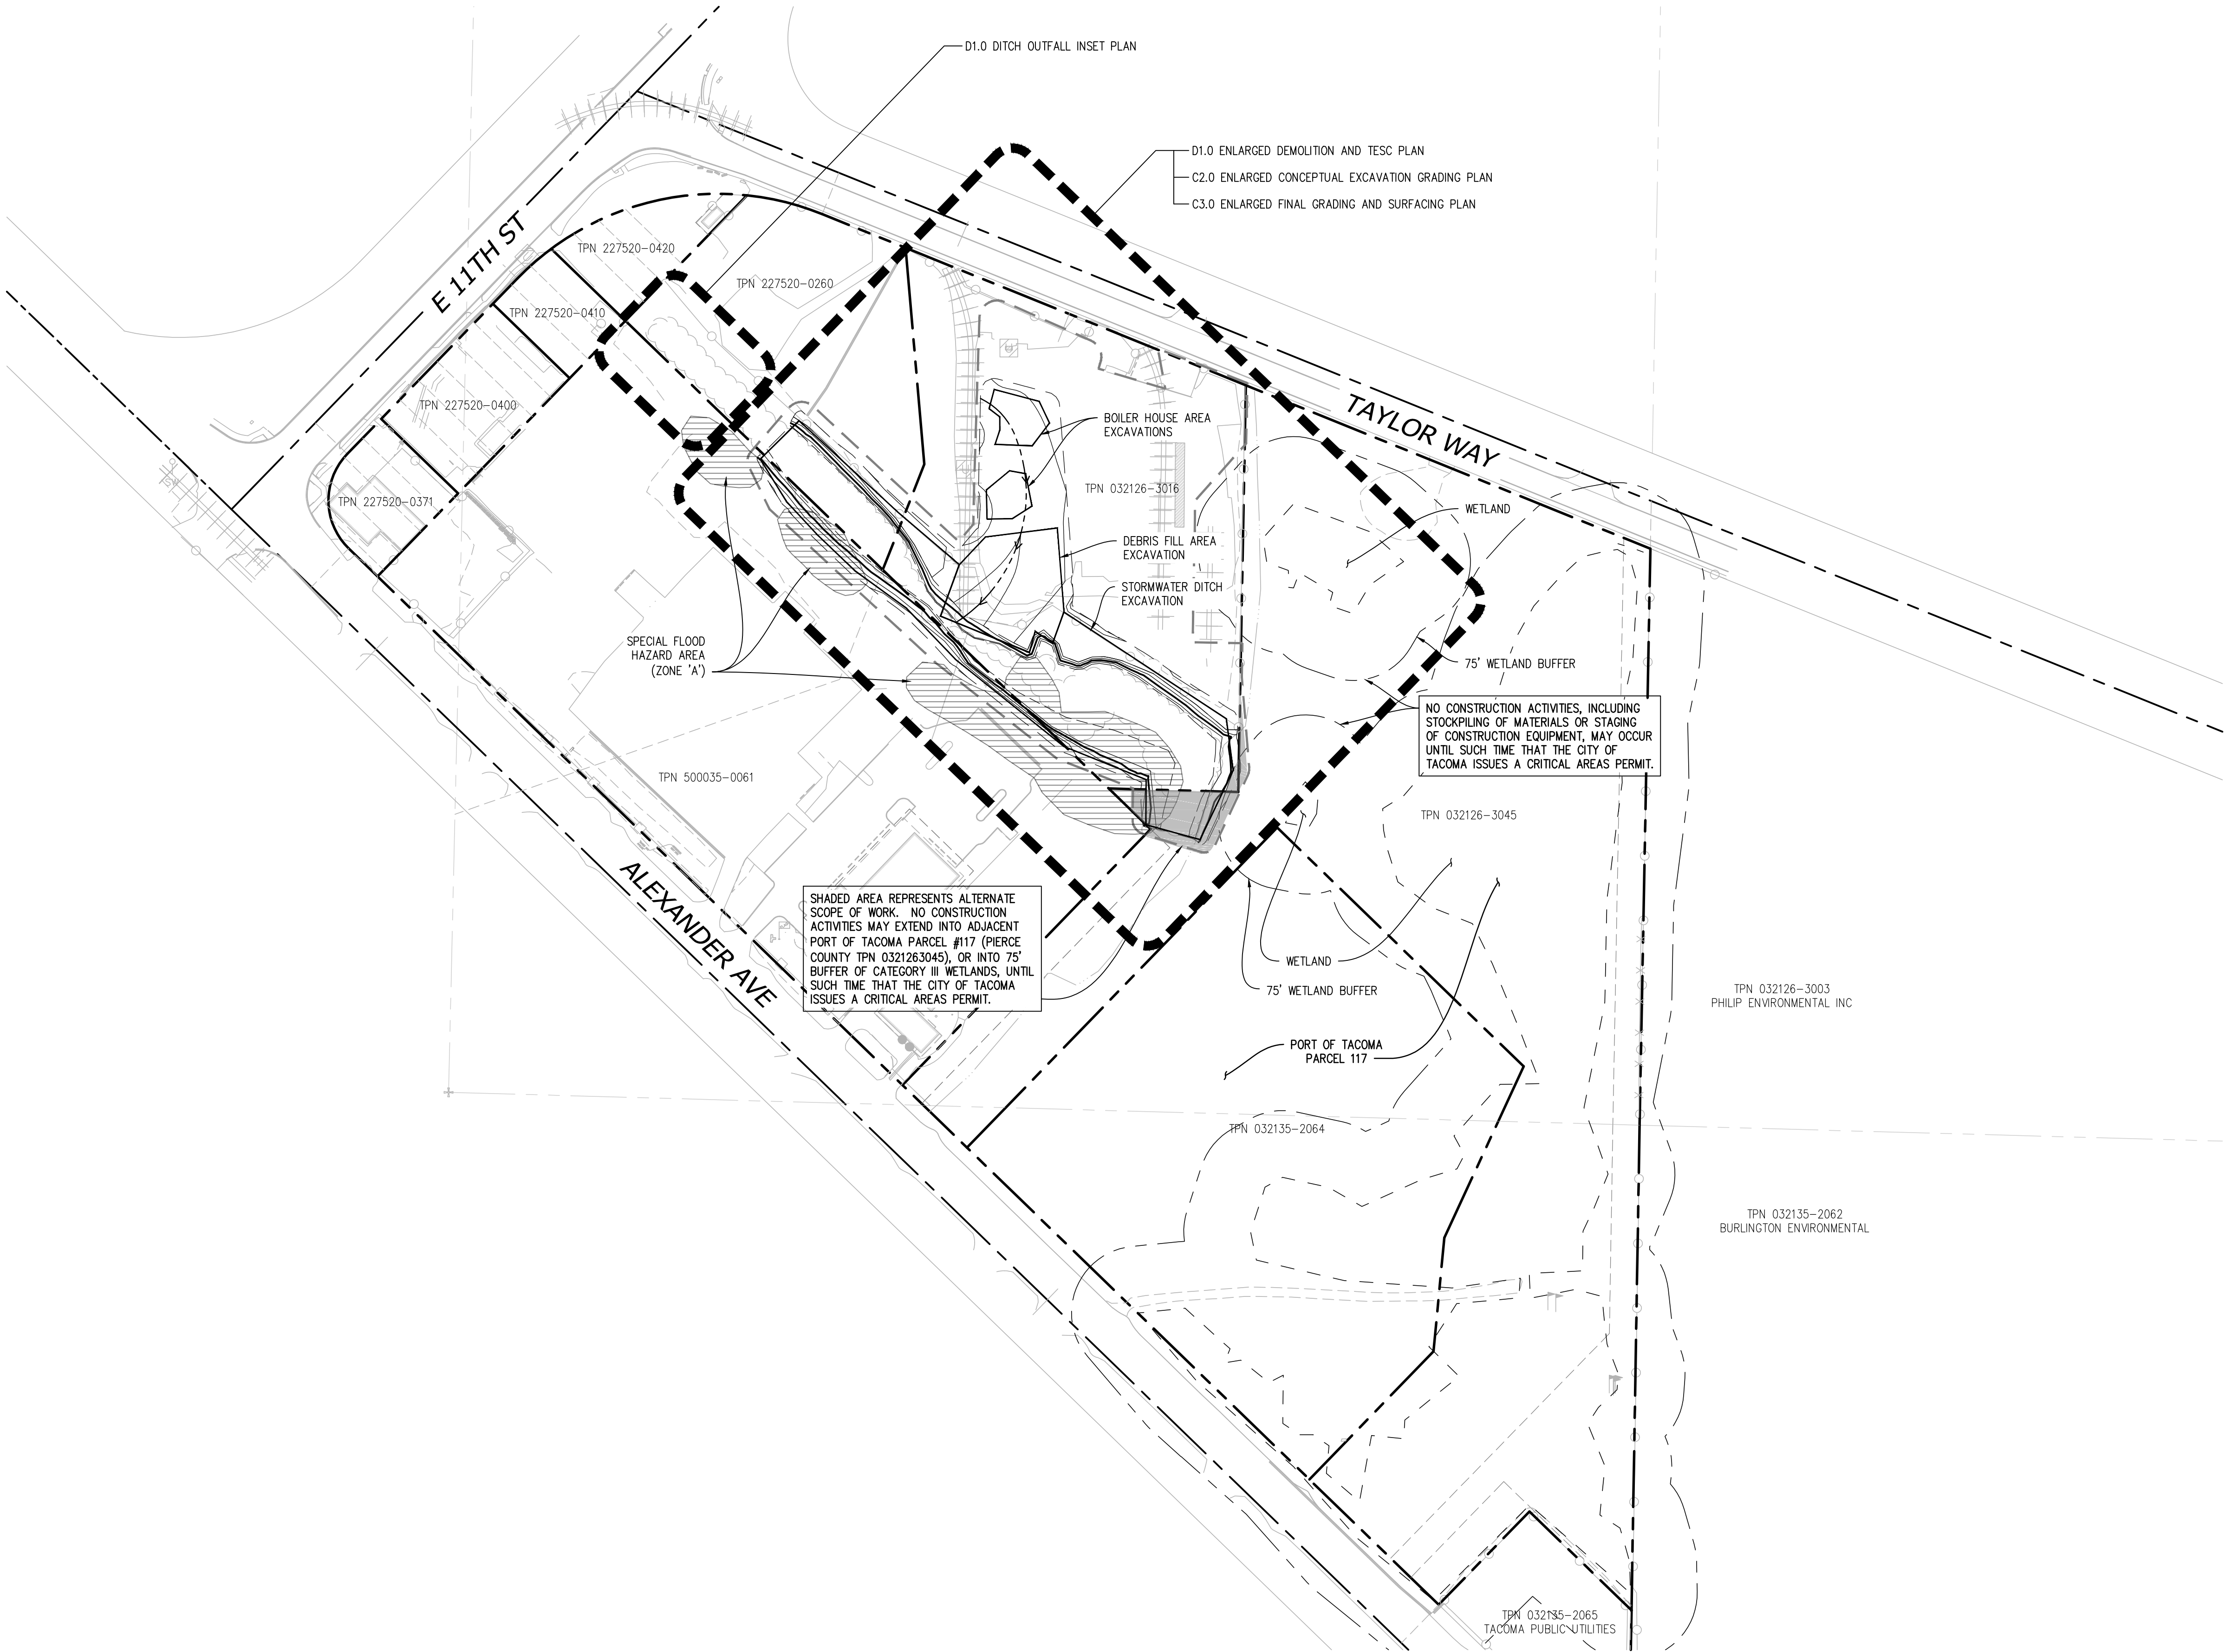 D1.0 DITCH OUTFALL INSET PLAN
D1.0 ENLARGED DEMOLITION AND TESC PLAN
C2.0 ENLARGED CONCEPTUAL EXCAVATION GRADING PLAN
C3.0 ENLARGED FINAL GRADING AND SURFACING PLAN
E 11TH ST
TPN 227520-0420
TPN 227520-0260
TPN 227520-0410
TPN 227520-0400
TPN 227520-0371
TAYLOR WAY
BOILER HOUSE AREA
EXCAVATIONS
TPN 032126-3016
WETLAND
DEBRIS FILL AREA
EXCAVATION
STORMWATER DITCH
EXCAVATION
SPECIAL FLOOD
HAZARD AREA
(ZONE 'A')
75' WETLAND BUFFER
NO CONSTRUCTION ACTIVITIES, INCLUDING
STOCKPILING OF MATERIALS OR STAGING
OF CONSTRUCTION EQUIPMENT, MAY OCCUR
UNTIL SUCH TIME THAT THE CITY OF
TACOMA ISSUES A CRITICAL AREAS PERMIT.
TPN 500035-0061
TPN 032126-3045
ALEXANDER AVE
SHADED AREA REPRESENTS ALTERNATE
SCOPE OF WORK. NO CONSTRUCTION
ACTIVITIES MAY EXTEND INTO ADJACENT
PORT OF TACOMA PARCEL #117 (PIERCE
COUNTY TPN 0321263045), OR INTO 75'
BUFFER OF CATEGORY III WETLANDS, UNTIL
SUCH TIME THAT THE CITY OF TACOMA
ISSUES A CRITICAL AREAS PERMIT.
WETLAND
75' WETLAND BUFFER
PORT OF TACOMA
PARCEL 117
TPN 032126-3003
PHILIP ENVIRONMENTAL INC
TPN 032135-2064
TPN 032135-2062
BURLINGTON ENVIRONMENTAL
TPN 032135-2065
TACOMA PUBLIC UTILITIES